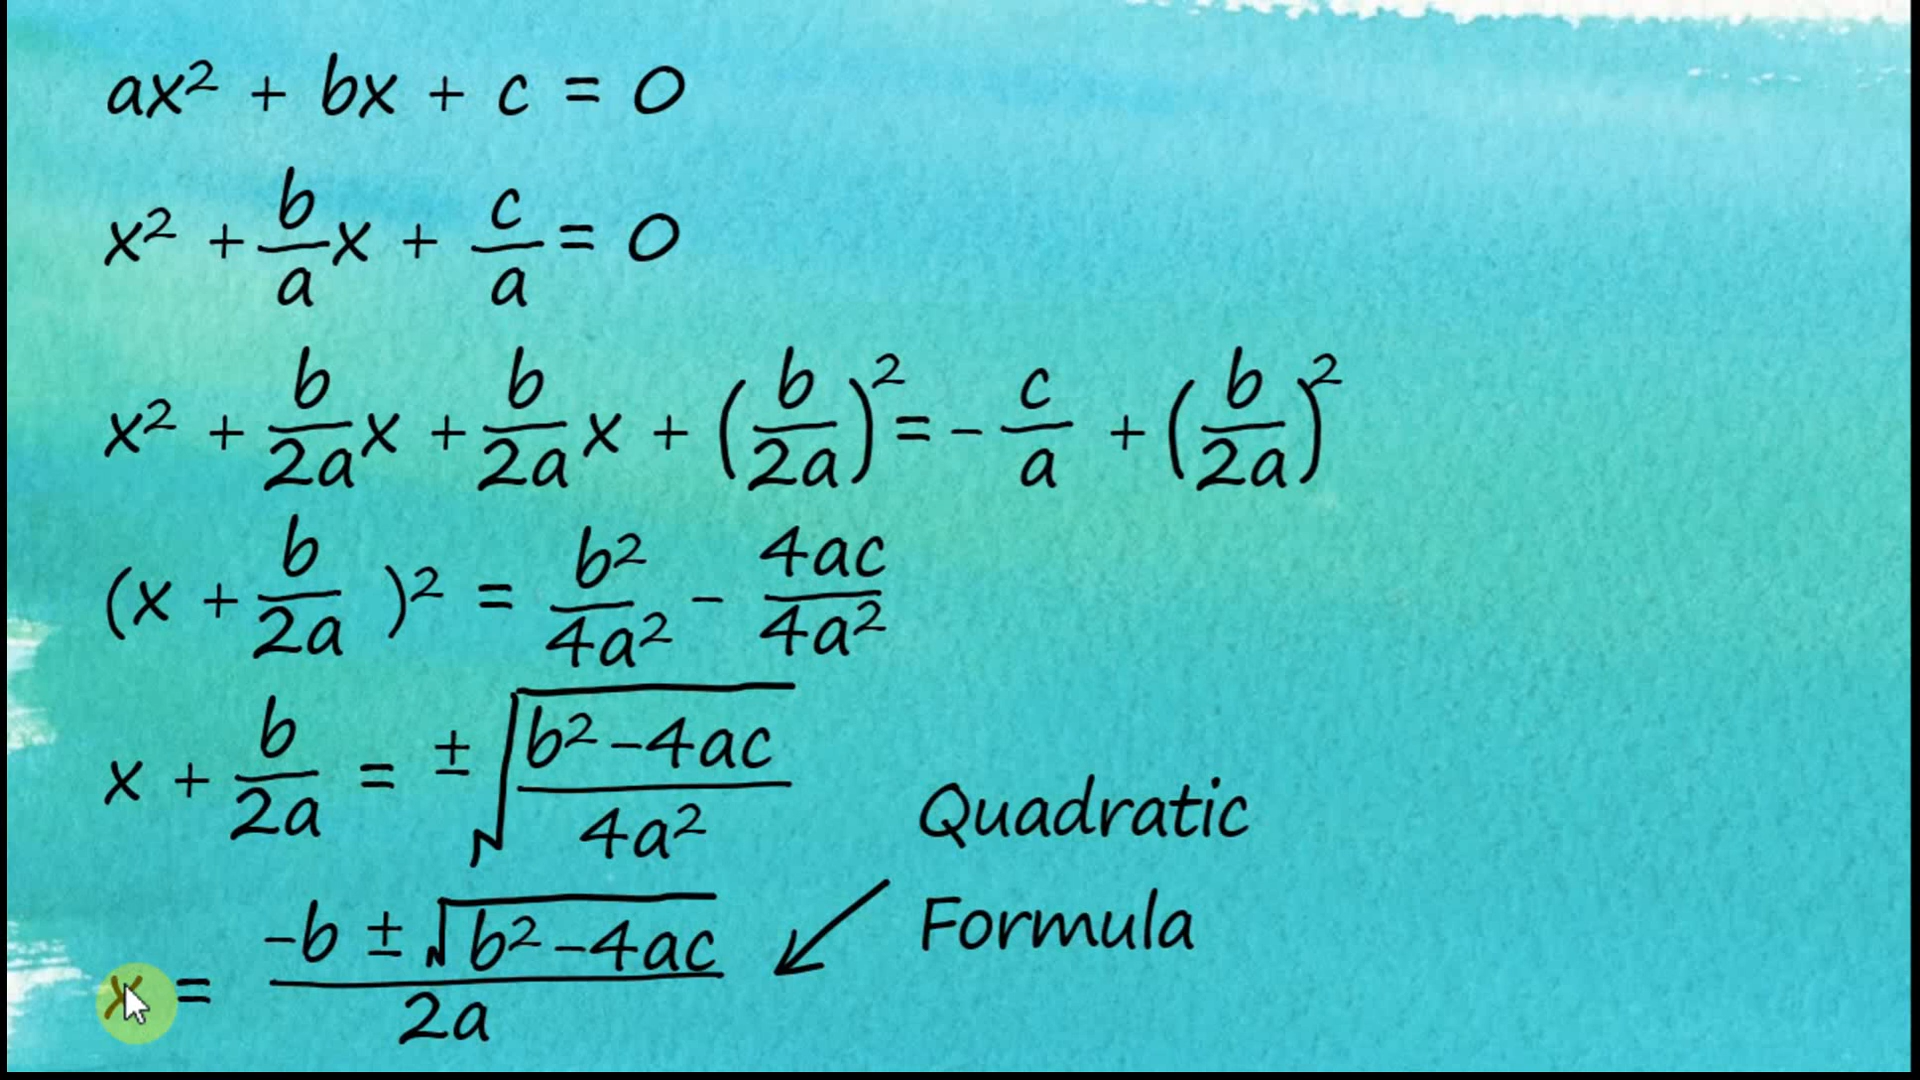 ax² + bx + c = 0
x² + b/a x + c/a = 0
x² + b/2a x + b/2a x + (b/2a)² = - c/a + (b/2a)²
(x + b/2a )² = b²/4a² - 4ac/4a²
x + b/2a = ± √(b²-4ac/4a²)
Quadratic
Formula
x = -b ± √(b²-4ac)/2a